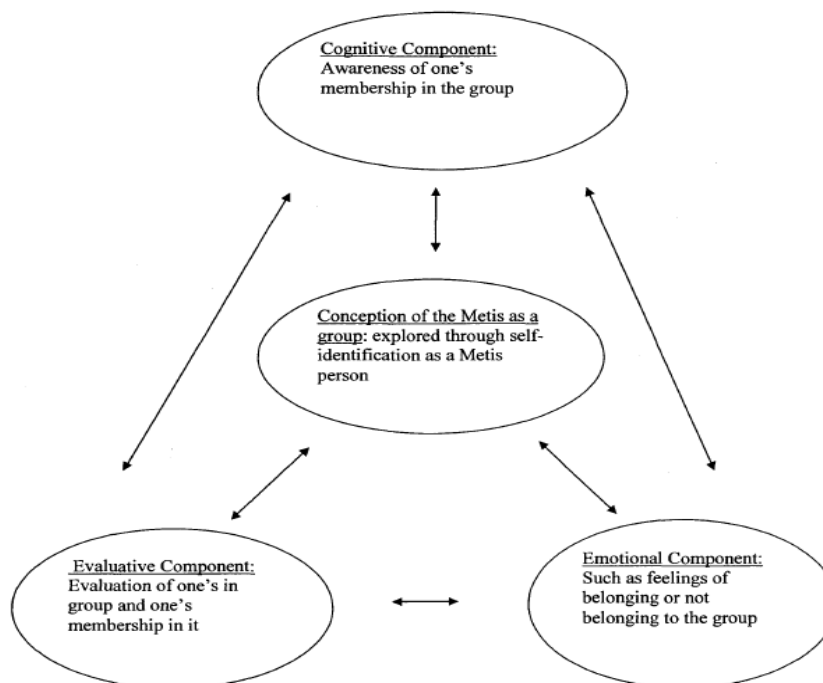 Cognitive Component:
Awareness of one's
membership in the group
Conception of the Metis as a
group: explored through self-
identification as a Metis
person
Evaluative Component:
Evaluation of one's in
group and one's
membership in it
Emotional Component:
Such as feelings of
belonging or not
belonging to the group